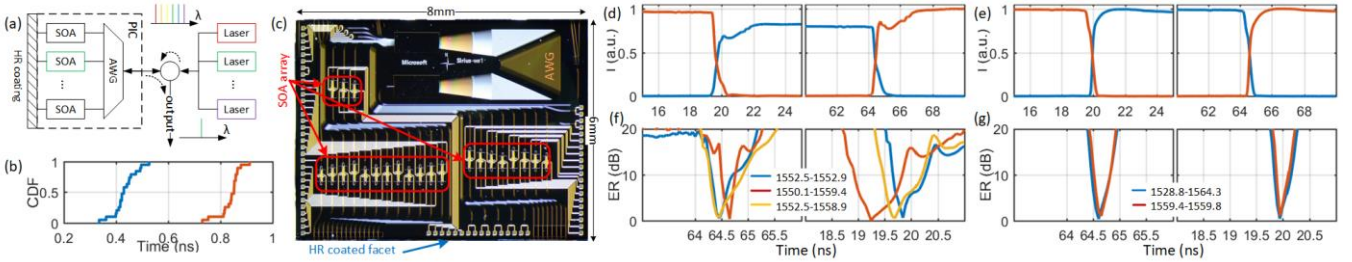 (a)
λ
PIC
HR coating
SOA
SOA
...
SOA
AWG
Laser
Laser
...
Laser
output
λ
(b)
CDF
1
0.5
0
0.2
0.4
0.6
0.8
1
Time (ns)
(c)
8mm
6mm
Microsoft
AWG
SOA array
HR coated facet
(d)
I (a.u.)
1
0.5
0
16 18 20 22 24
60 62 64 66 68
(e)
I (a.u.)
1
0.5
0
16 18 20 22 24
62 64 66 68
(f)
ER (dB)
20
10
0
1552.5-1552.9
1550.1-1559.4
1552.5-1558.9
64 64.5 65 65.5
18.5 19 19.5 20 20.5
Time (ns)
(g)
ER (dB)
20
10
0
1528.8-1564.3
1559.4-1559.8
64 64.5 65 65.5
18.5 19 19.5 20 20.5
Time (ns)